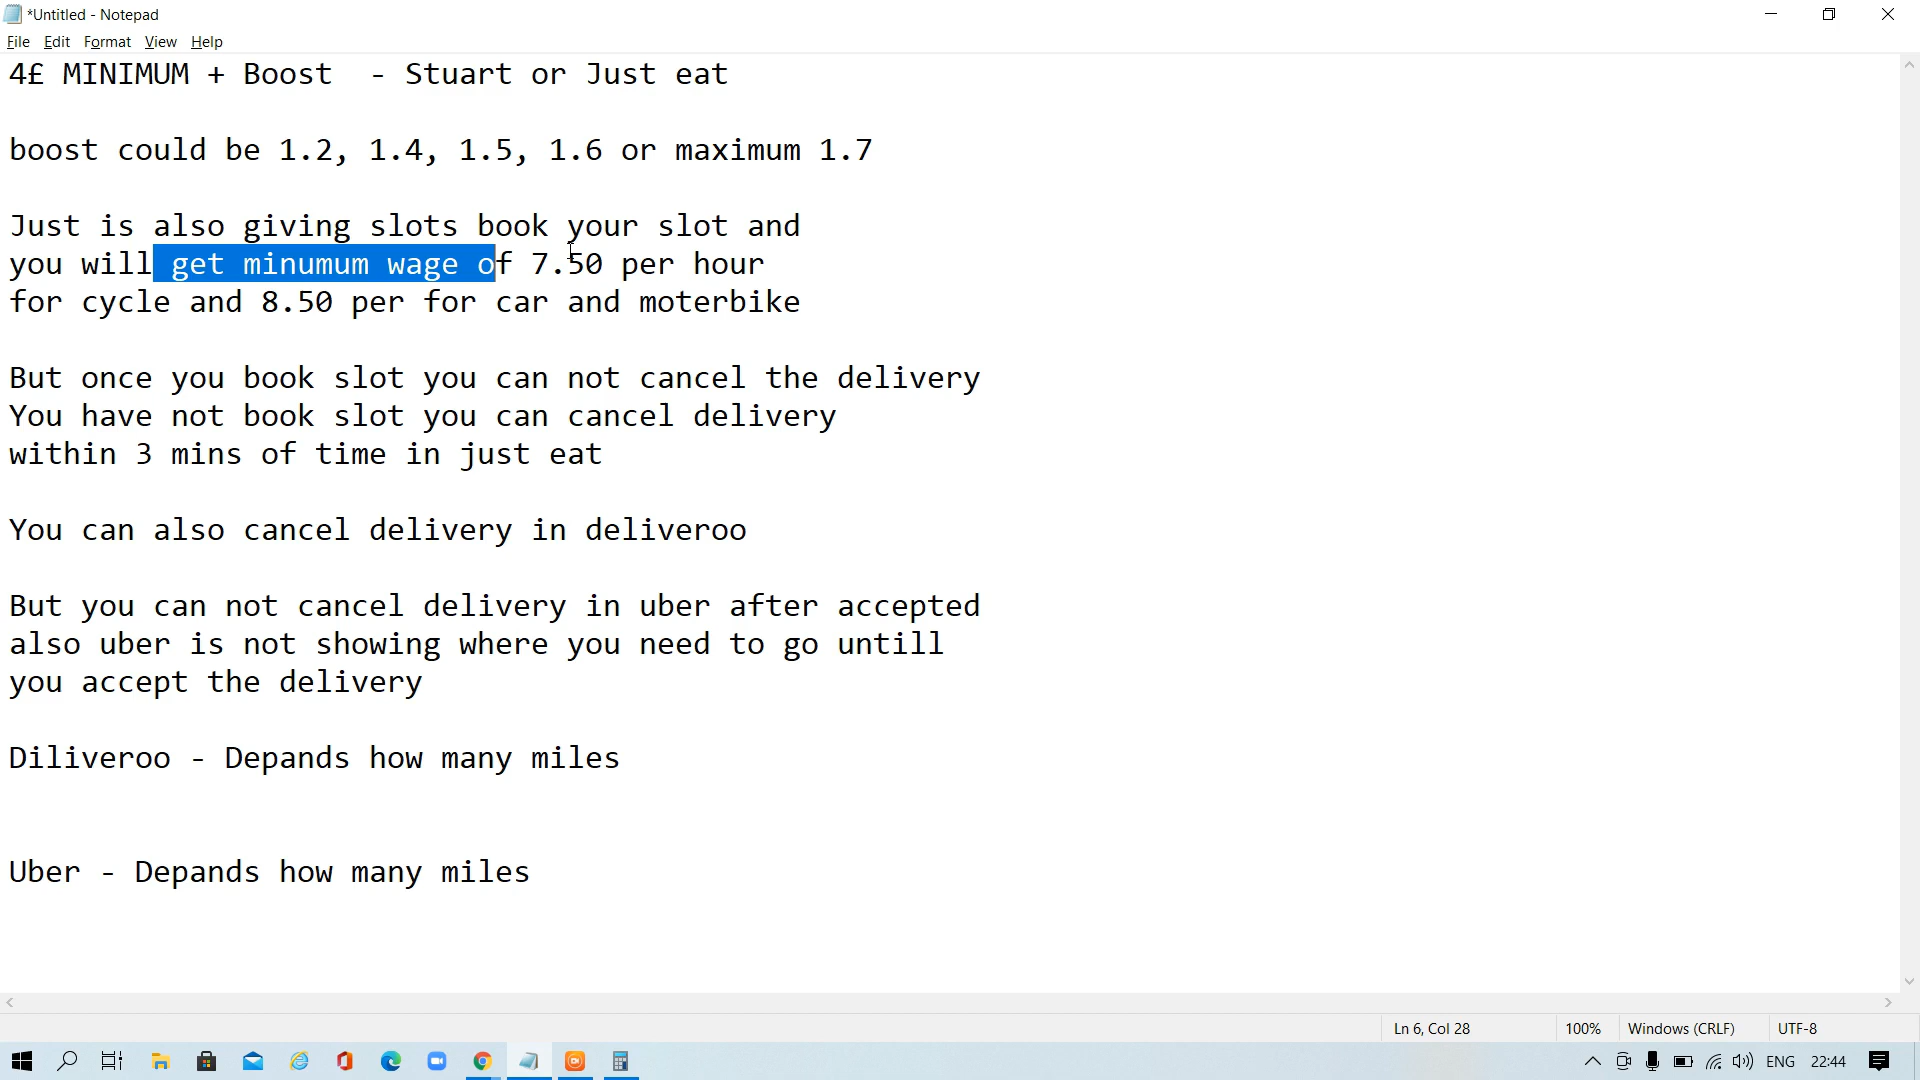 *Untitled - Notepad
File Edit Format View Help
4£ MINIMUM + Boost  - Stuart or Just eat
boost could be 1.2, 1.4, 1.5, 1.6 or maximum 1.7
Just is also giving slots book your slot and
you will get minumum wage of 7.50 per hour
for cycle and 8.50 per for car and moterbike
But once you book slot you can not cancel the delivery
You have not book slot you can cancel delivery
within 3 mins of time in just eat
You can also cancel delivery in deliveroo
But you can not cancel delivery in uber after accepted
also uber is not showing where you need to go untill
you accept the delivery
Diliveroo - Depands how many miles
Uber - Depands how many miles
Ln 6, Col 28 100% Windows (CRLF) UTF-8
ENG 22:44